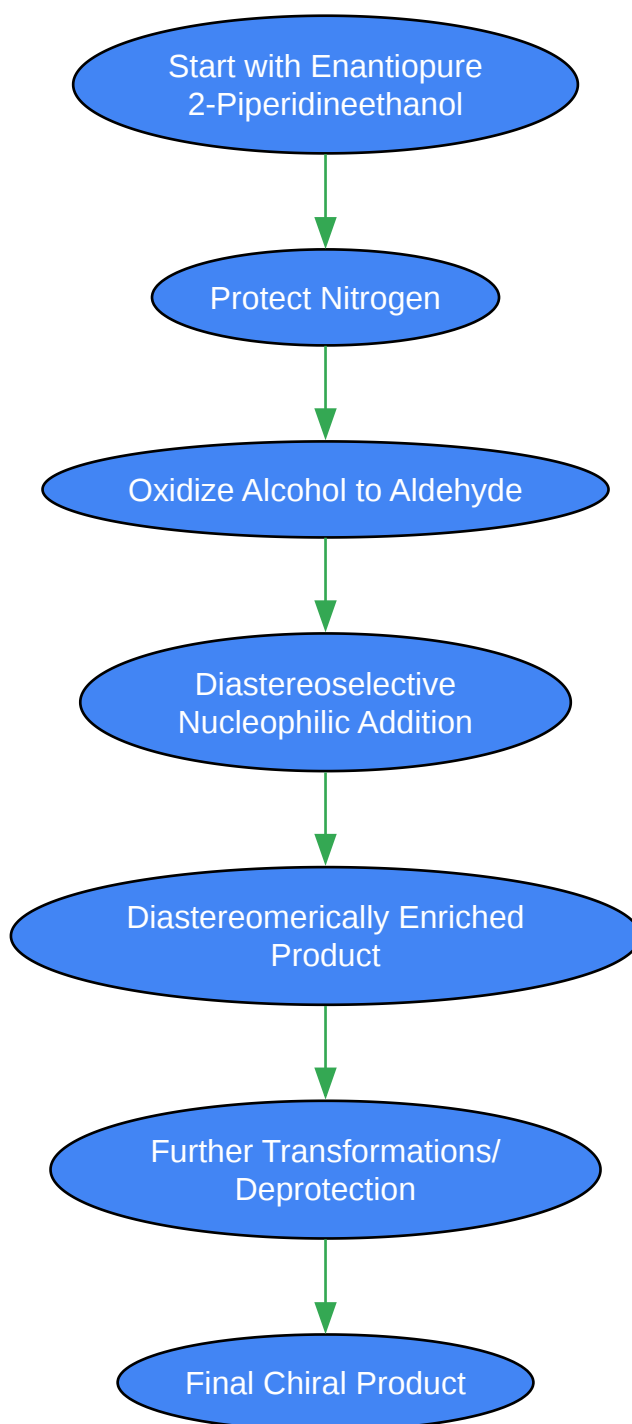 Start with Enantiopure
2-Piperidineethanol
Protect Nitrogen
Oxidize Alcohol to Aldehyde
Diastereoselective
Nucleophilic Addition
Diastereomerically Enriched
Product
Further Transformations/
Deprotection
Final Chiral Product